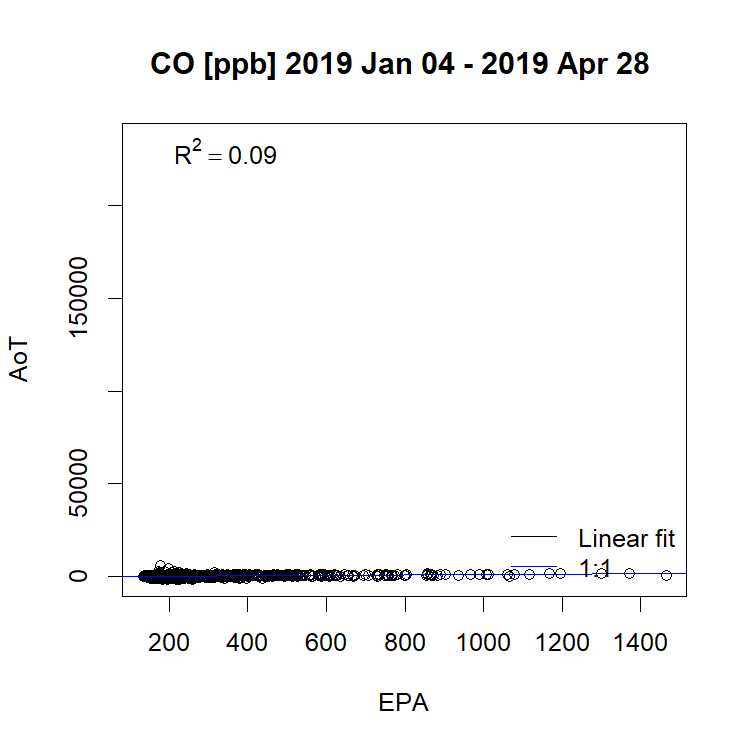 CO [ppb] 2019 Jan 04 - 2019 Apr 28
R² = 0.09
150000
50000
0
AoT
Linear fit
1:1
200 400 600 800 1000 1200 1400
EPA